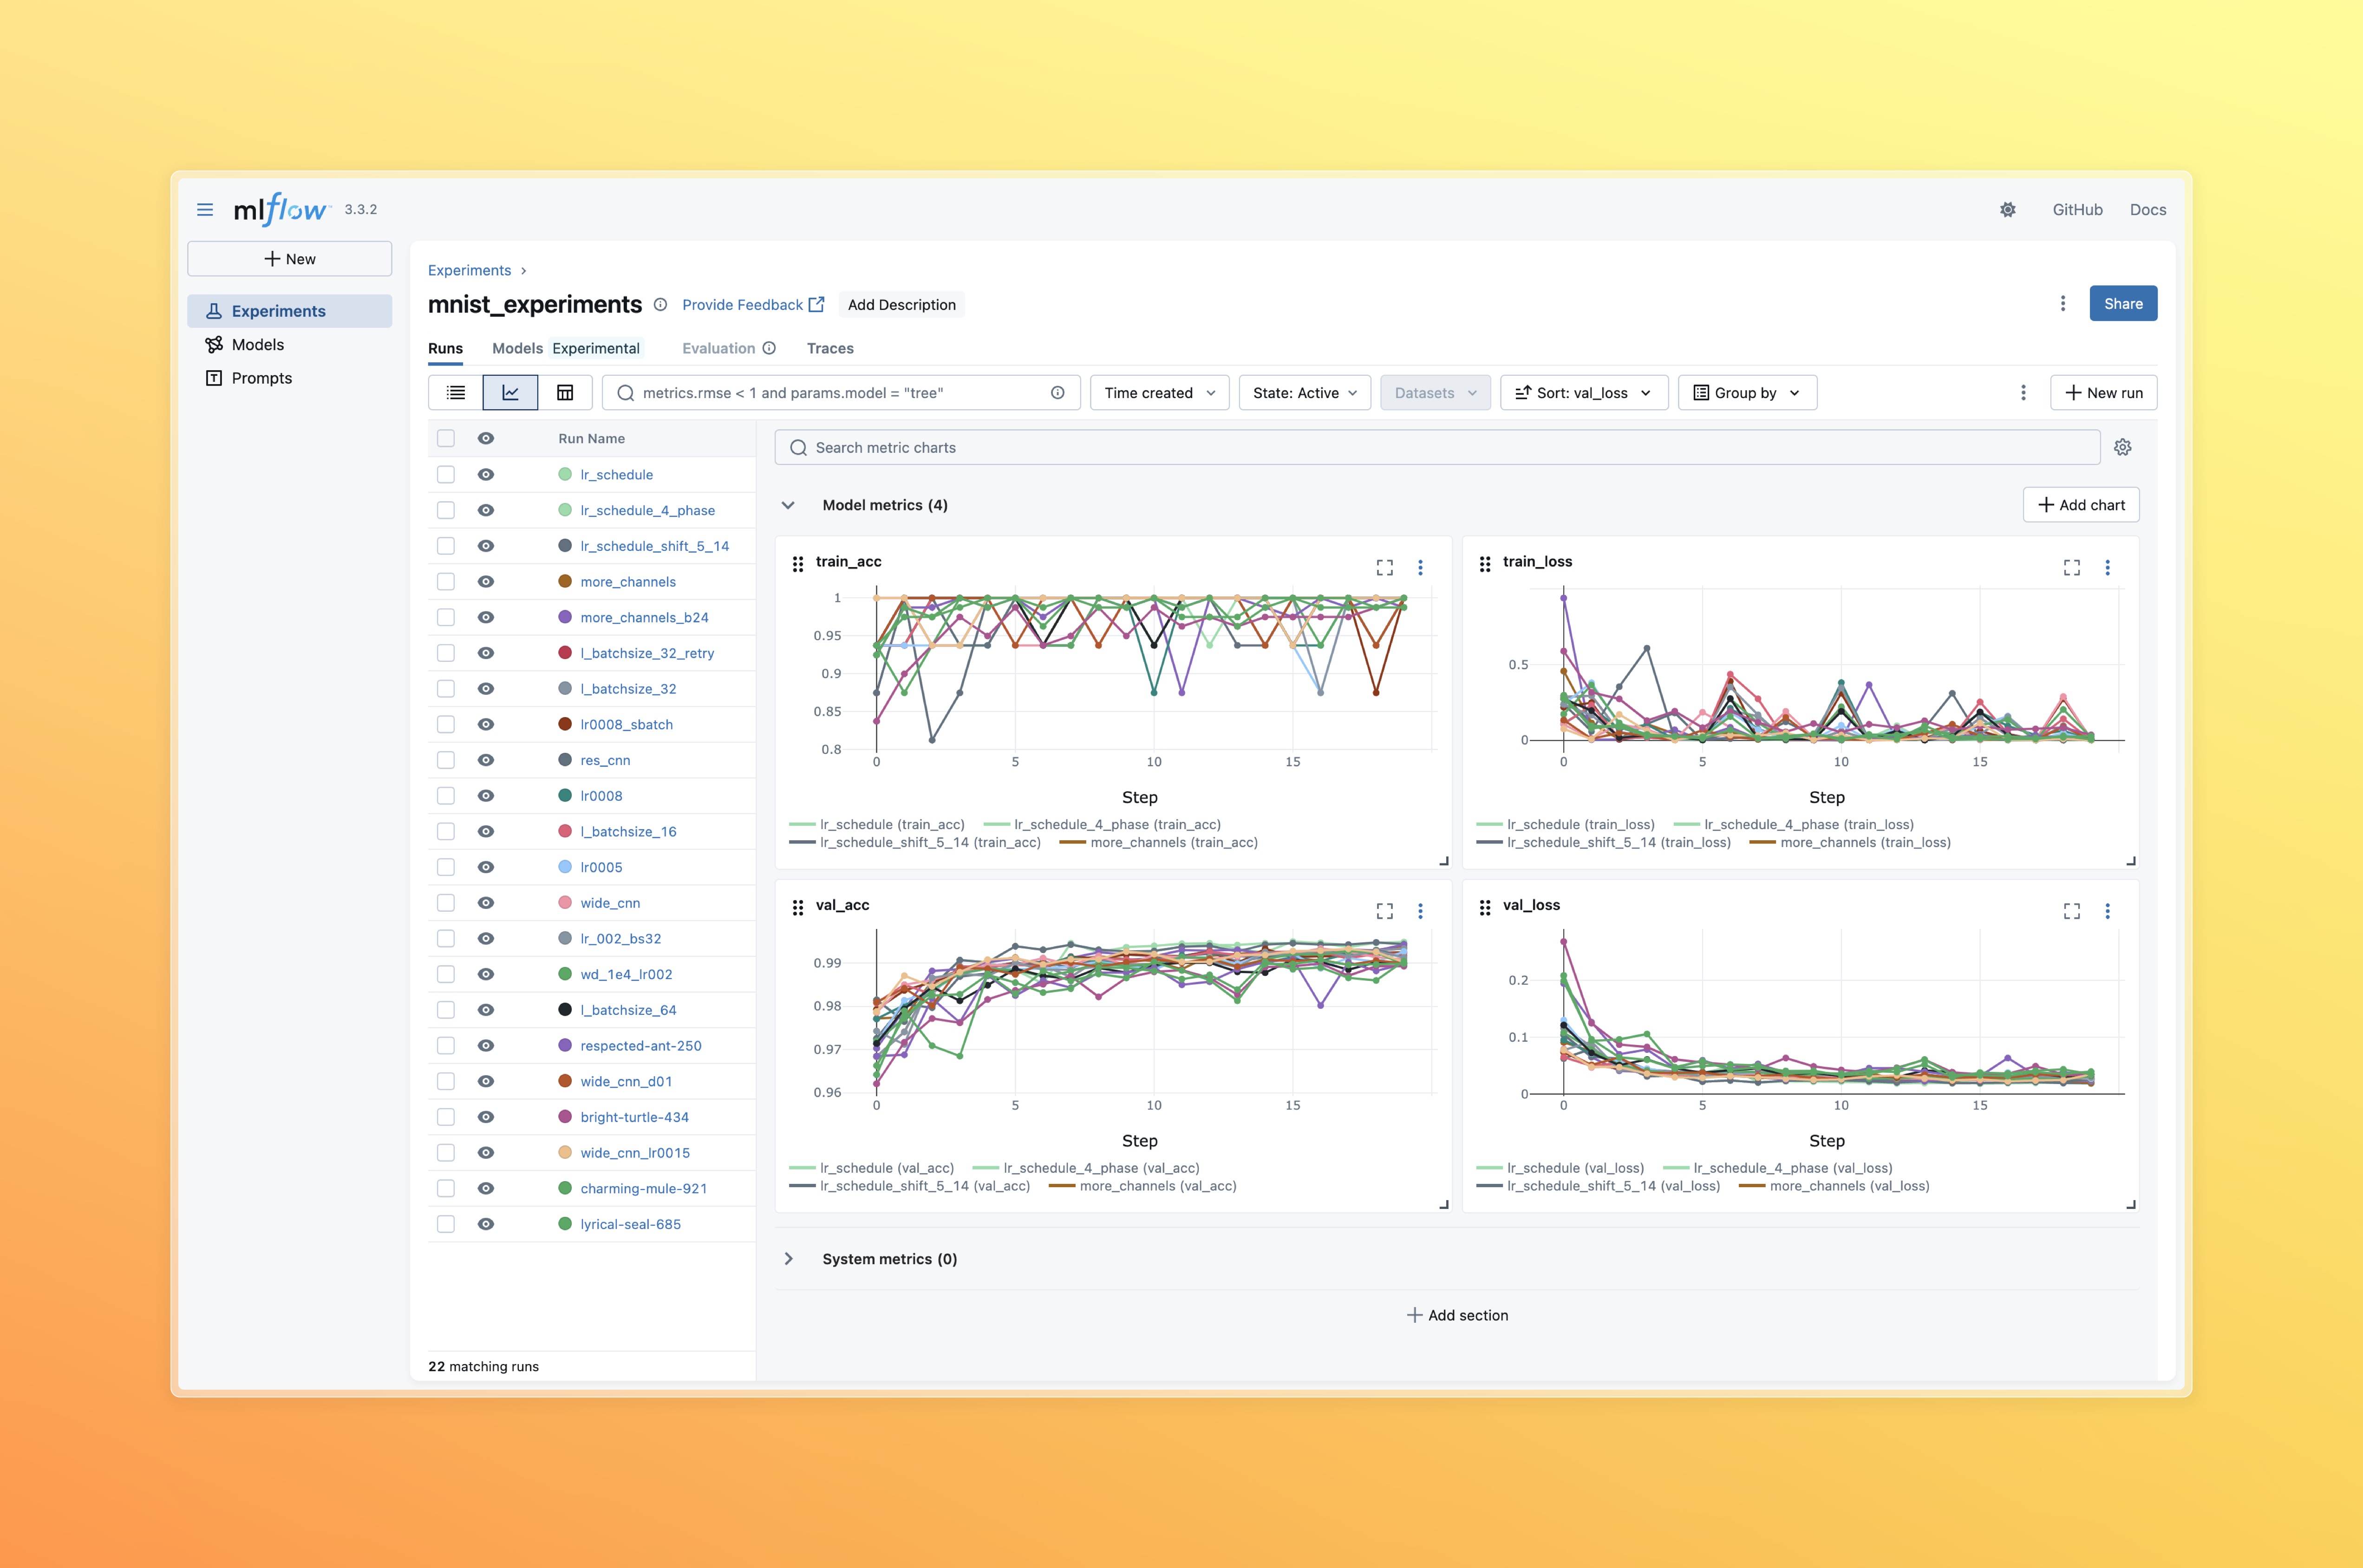 mlflow™ 3.3.2
GitHub Docs
New
Experiments
Models
Prompts
Experiments ›
mnist_experiments Provide Feedback Add Description
Share
Runs Models Experimental Evaluation Traces
metrics.rmse < 1 and params.model = "tree" Time created State: Active Datasets Sort: val_loss Group by New run
Run Name
lr_schedule
lr_schedule_4_phase
lr_schedule_shift_5_14
more_channels
more_channels_b24
l_batchsize_32_retry
l_batchsize_32
lr0008_sbatch
res_cnn
lr0008
l_batchsize_16
lr0005
wide_cnn
lr_002_bs32
wd_1e4_lr002
l_batchsize_64
respected-ant-250
wide_cnn_d01
bright-turtle-434
wide_cnn_lr0015
charming-mule-921
lyrical-seal-685
22 matching runs
Search metric charts
Model metrics (4)
Add chart
train_acc
1
0.95
0.9
0.85
0.8
0 5 10 15
Step
lr_schedule (train_acc) lr_schedule_4_phase (train_acc)
lr_schedule_shift_5_14 (train_acc) more_channels (train_acc)
train_loss
0.5
0
0 5 10 15
Step
lr_schedule (train_loss) lr_schedule_4_phase (train_loss)
lr_schedule_shift_5_14 (train_loss) more_channels (train_loss)
val_acc
0.99
0.98
0.97
0.96
0 5 10 15
Step
lr_schedule (val_acc) lr_schedule_4_phase (val_acc)
lr_schedule_shift_5_14 (val_acc) more_channels (val_acc)
val_loss
0.2
0.1
0
0 5 10 15
Step
lr_schedule (val_loss) lr_schedule_4_phase (val_loss)
lr_schedule_shift_5_14 (val_loss) more_channels (val_loss)
System metrics (0)
Add section